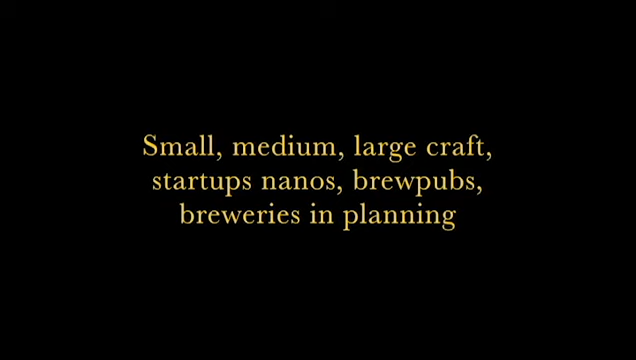 Small, medium, large craft,
startups nanos, brewpubs,
breweries in planning